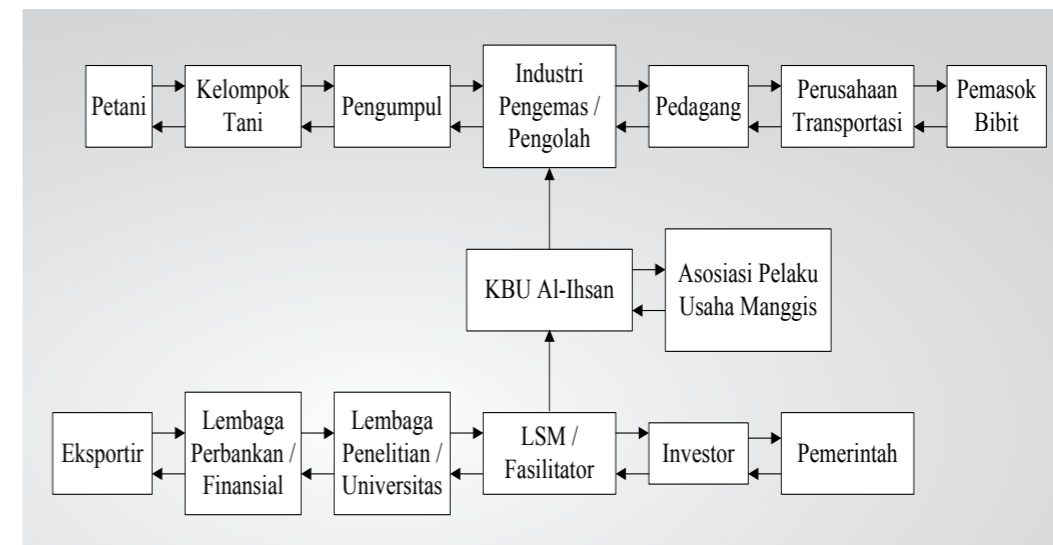 Petani
Kelompok
Tani
Pengumpul
Industri
Pengemas /
Pengolah
Pedagang
Perusahaan
Transportasi
Pemasok
Bibit
KBU Al-Ihsan
Asosiasi Pelaku
Usaha Manggis
Eksportir
Lembaga
Perbankan /
Finansial
Lembaga
Penelitian /
Universitas
LSM /
Fasilitator
Investor
Pemerintah